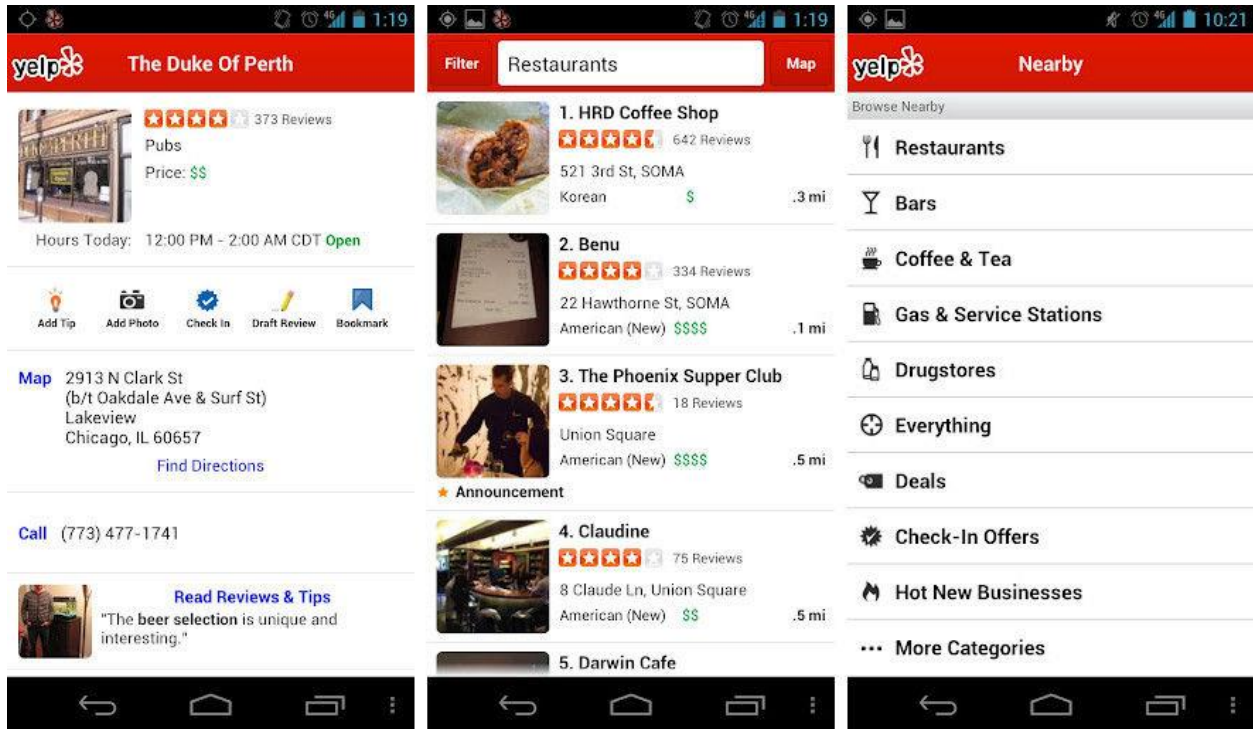 4G 1:19
yelp
The Duke Of Perth
373 Reviews
Pubs
Price: $$
Hours Today: 12:00 PM - 2:00 AM CDT Open
Add Tip Add Photo Check In Draft Review Bookmark
Map 2913 N Clark St
(b/t Oakdale Ave & Surf St)
Lakeview
Chicago, IL 60657
Find Directions
Call (773) 477-1741
Read Reviews & Tips
"The beer selection is unique and
interesting."
4G 1:19
Filter Restaurants Map
1. HRD Coffee Shop
642 Reviews
521 3rd St, SOMA
Korean $ .3 mi
2. Benu
334 Reviews
22 Hawthorne St, SOMA
American (New) $$$$ .1 mi
3. The Phoenix Supper Club
18 Reviews
Union Square
American (New) $$$$ .5 mi
Announcement
4. Claudine
75 Reviews
8 Claude Ln, Union Square
American (New) $$ .5 mi
5. Darwin Cafe
4G 10:21
yelp
Nearby
Browse Nearby
Restaurants
Bars
Coffee & Tea
Gas & Service Stations
Drugstores
Everything
Deals
Check-In Offers
Hot New Businesses
More Categories